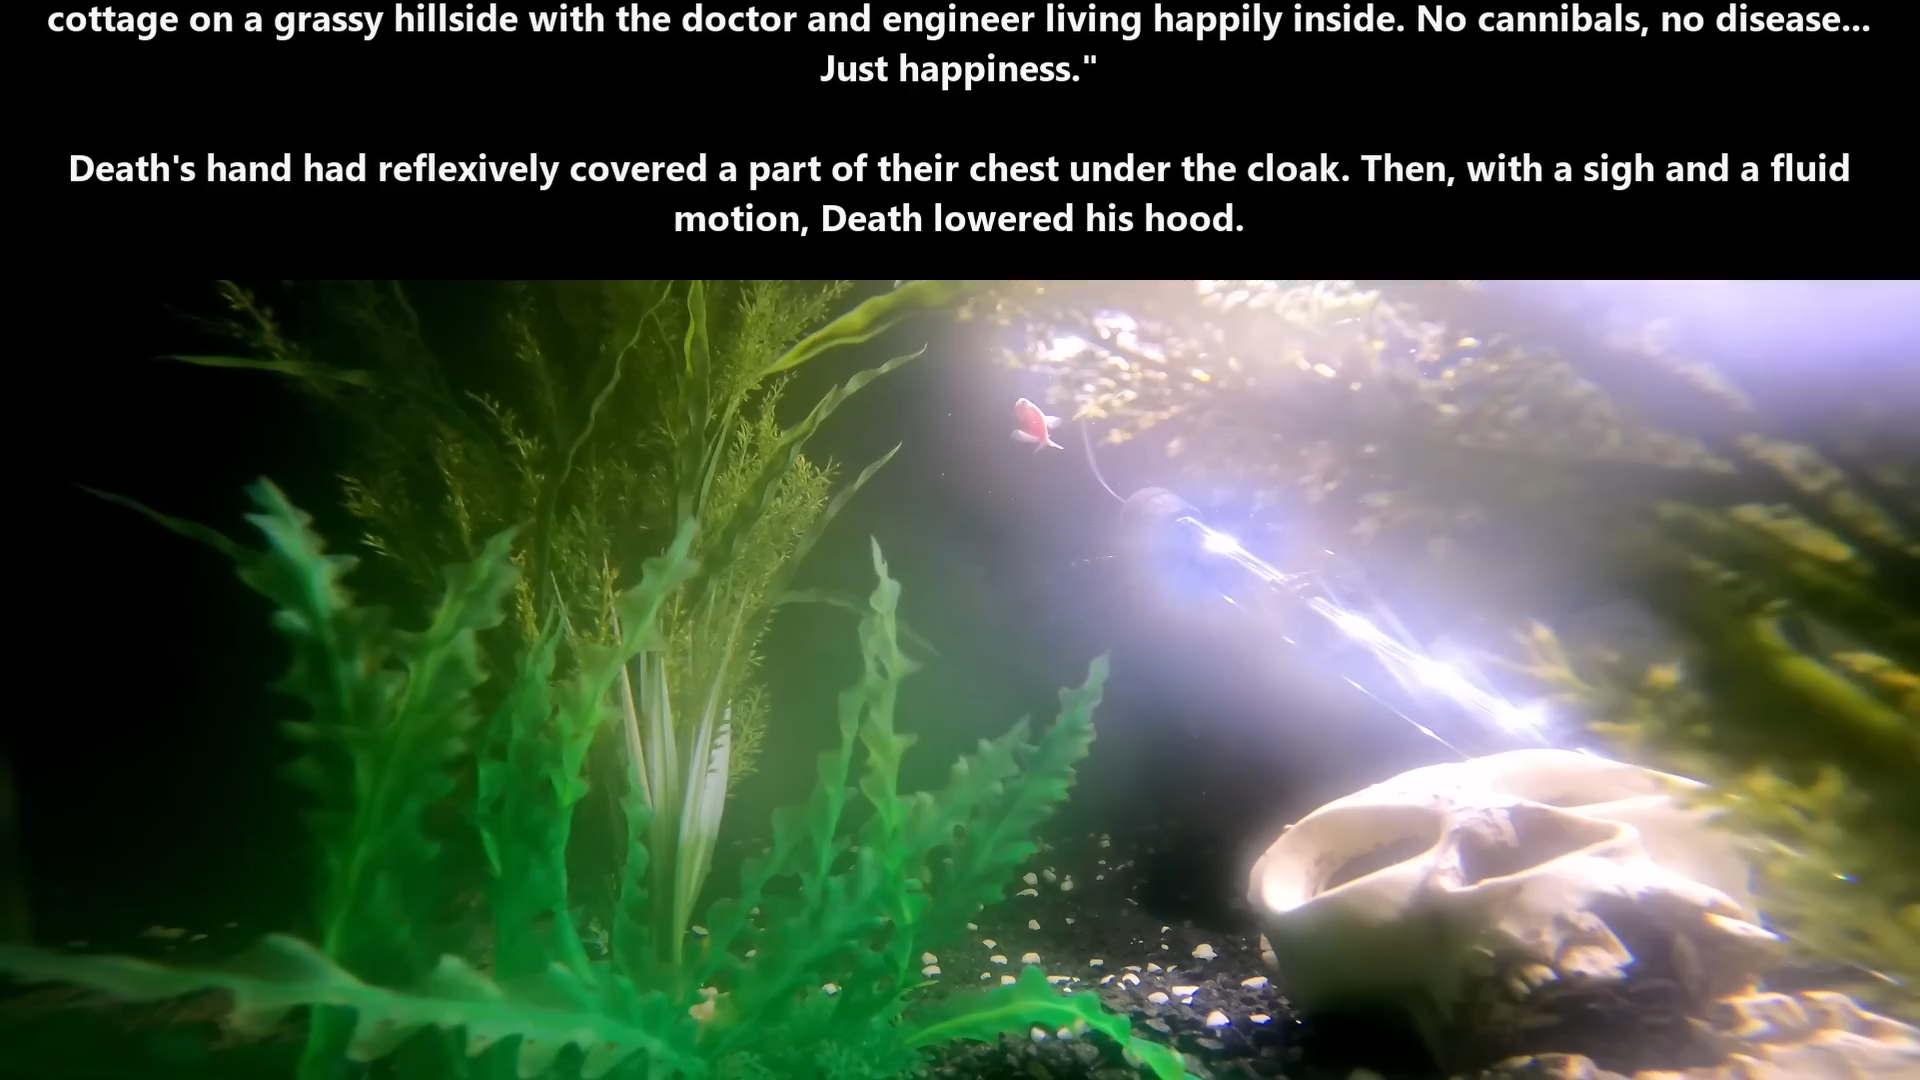 cottage on a grassy hillside with the doctor and engineer living happily inside. No cannibals, no disease...
Just happiness."
Death's hand had reflexively covered a part of their chest under the cloak. Then, with a sigh and a fluid
motion, Death lowered his hood.